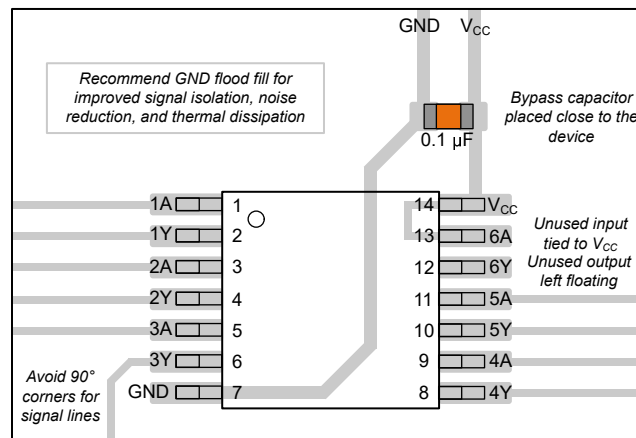 GND VCC
Recommend GND flood fill for
improved signal isolation, noise
reduction, and thermal dissipation
Bypass capacitor
placed close to the
device
0.1 µF
1A 1 14 VCC
1Y 2 13 6A
2A 3 12 6Y
2Y 4 11 5A
3A 5 10 5Y
3Y 6 9 4A
GND 7 8 4Y
Unused input
tied to VCC
Unused output
left floating
Avoid 90°
corners for
signal lines